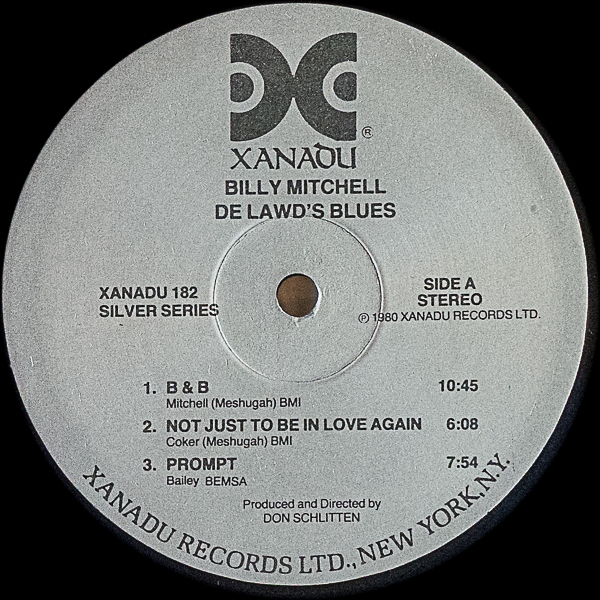 ®
XANADU
BILLY MITCHELL
DE LAWD'S BLUES
XANADU 182
SILVER SERIES
SIDE A
STEREO
℗ 1980 XANADU RECORDS LTD.
1. B & B 10:45
Mitchell (Meshugah) BMI
2. NOT JUST TO BE IN LOVE AGAIN 6:08
Coker (Meshugah) BMI
3. PROMPT 7:54
Bailey BEMSA
Produced and Directed by
DON SCHLITTEN
XANADU RECORDS LTD., NEW YORK, N.Y.